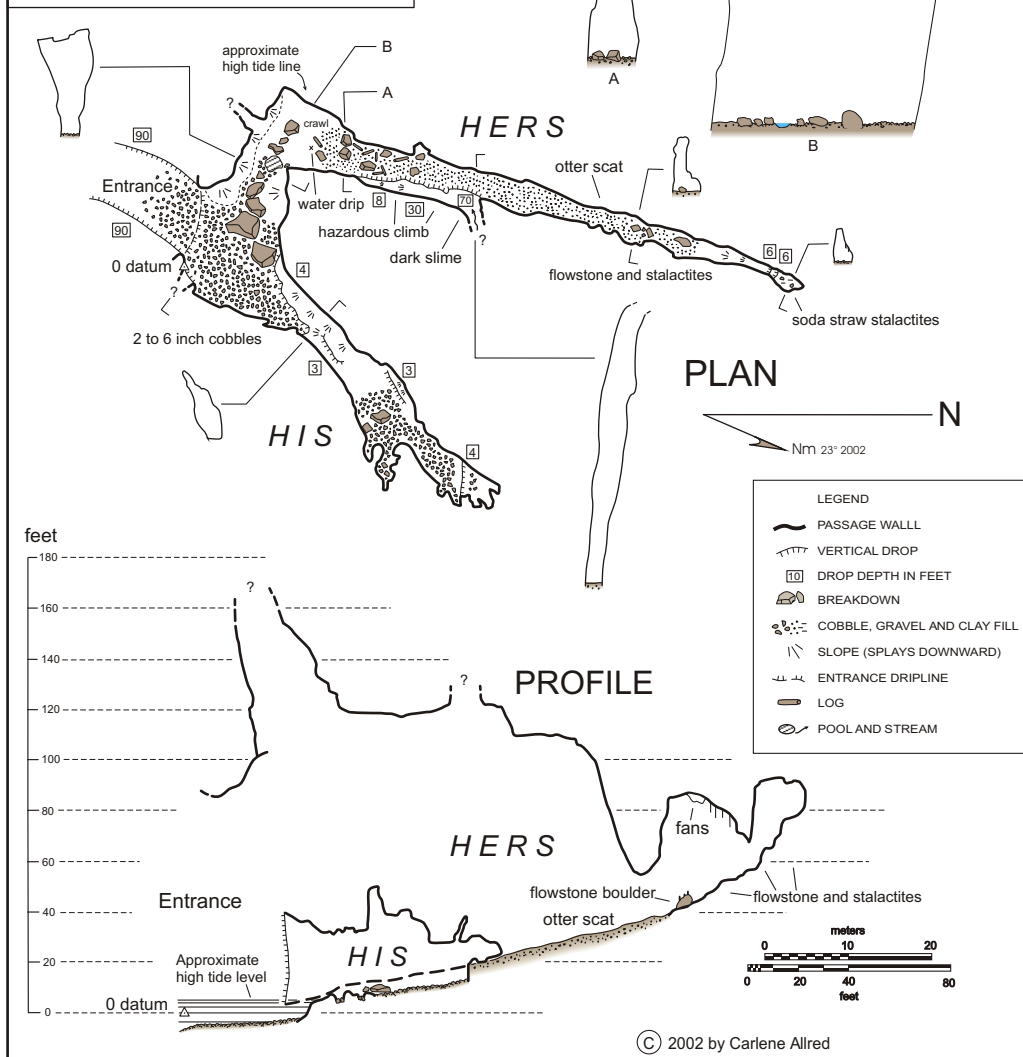 approximate
high tide line
B
A
?
crawl
HERS
90
Entrance
90
0 datum
?
2 to 6 inch cobbles
water drip
8
30
70
hazardous climb
dark slime
?
otter scat
flowstone and stalactites
6
6
soda straw stalactites
4
3
3
4
HIS
A
B
PLAN
N
Nm 23° 2002
LEGEND
PASSAGE WALLL
VERTICAL DROP
10 DROP DEPTH IN FEET
BREAKDOWN
COBBLE, GRAVEL AND CLAY FILL
SLOPE (SPLAYS DOWNWARD)
ENTRANCE DRIPLINE
LOG
POOL AND STREAM
feet
180
160
140
120
100
80
60
40
20
0
?
?
PROFILE
HERS
fans
Entrance
flowstone boulder
flowstone and stalactites
otter scat
HIS
Approximate
high tide level
0 datum
meters
0 10 20
0 20 40 80
feet
C 2002 by Carlene Allred